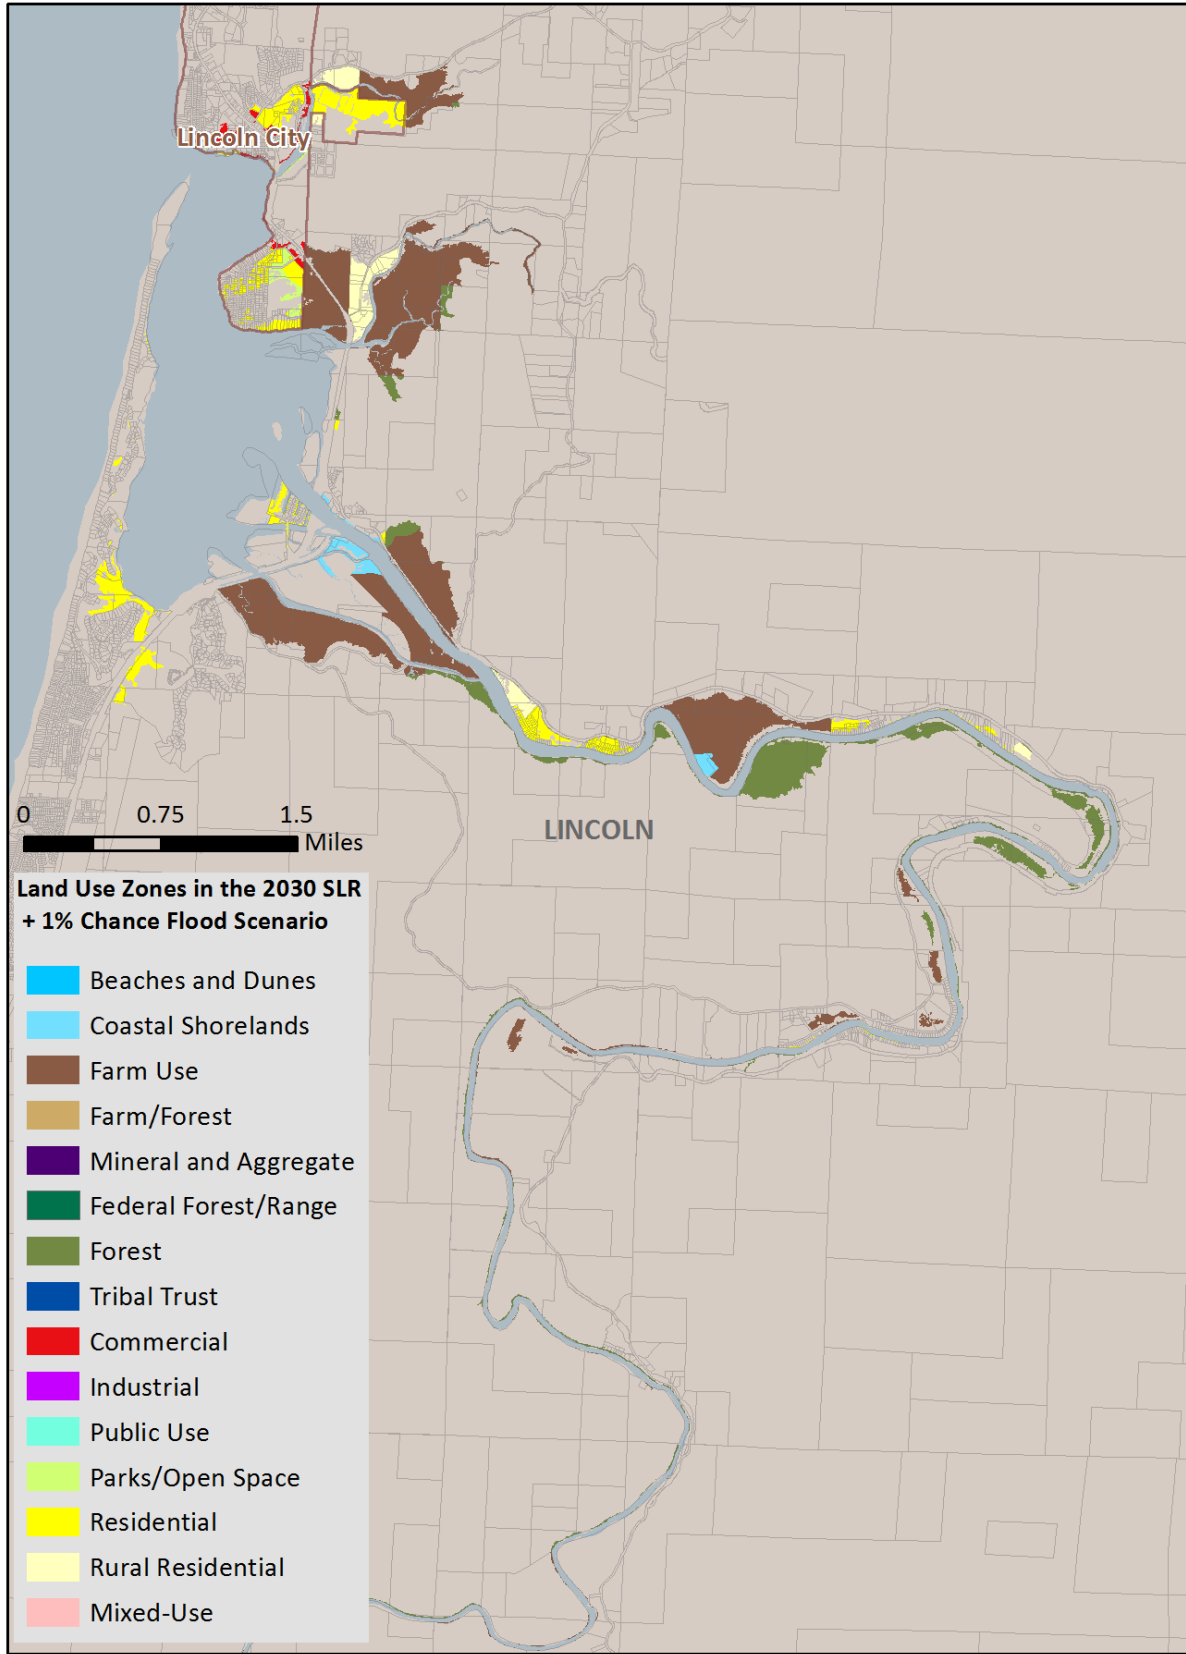 Lincoln City
0 0.75 1.5
Miles
LINCOLN
Land Use Zones in the 2030 SLR
+ 1% Chance Flood Scenario
Beaches and Dunes
Coastal Shorelands
Farm Use
Farm/Forest
Mineral and Aggregate
Federal Forest/Range
Forest
Tribal Trust
Commercial
Industrial
Public Use
Parks/Open Space
Residential
Rural Residential
Mixed-Use